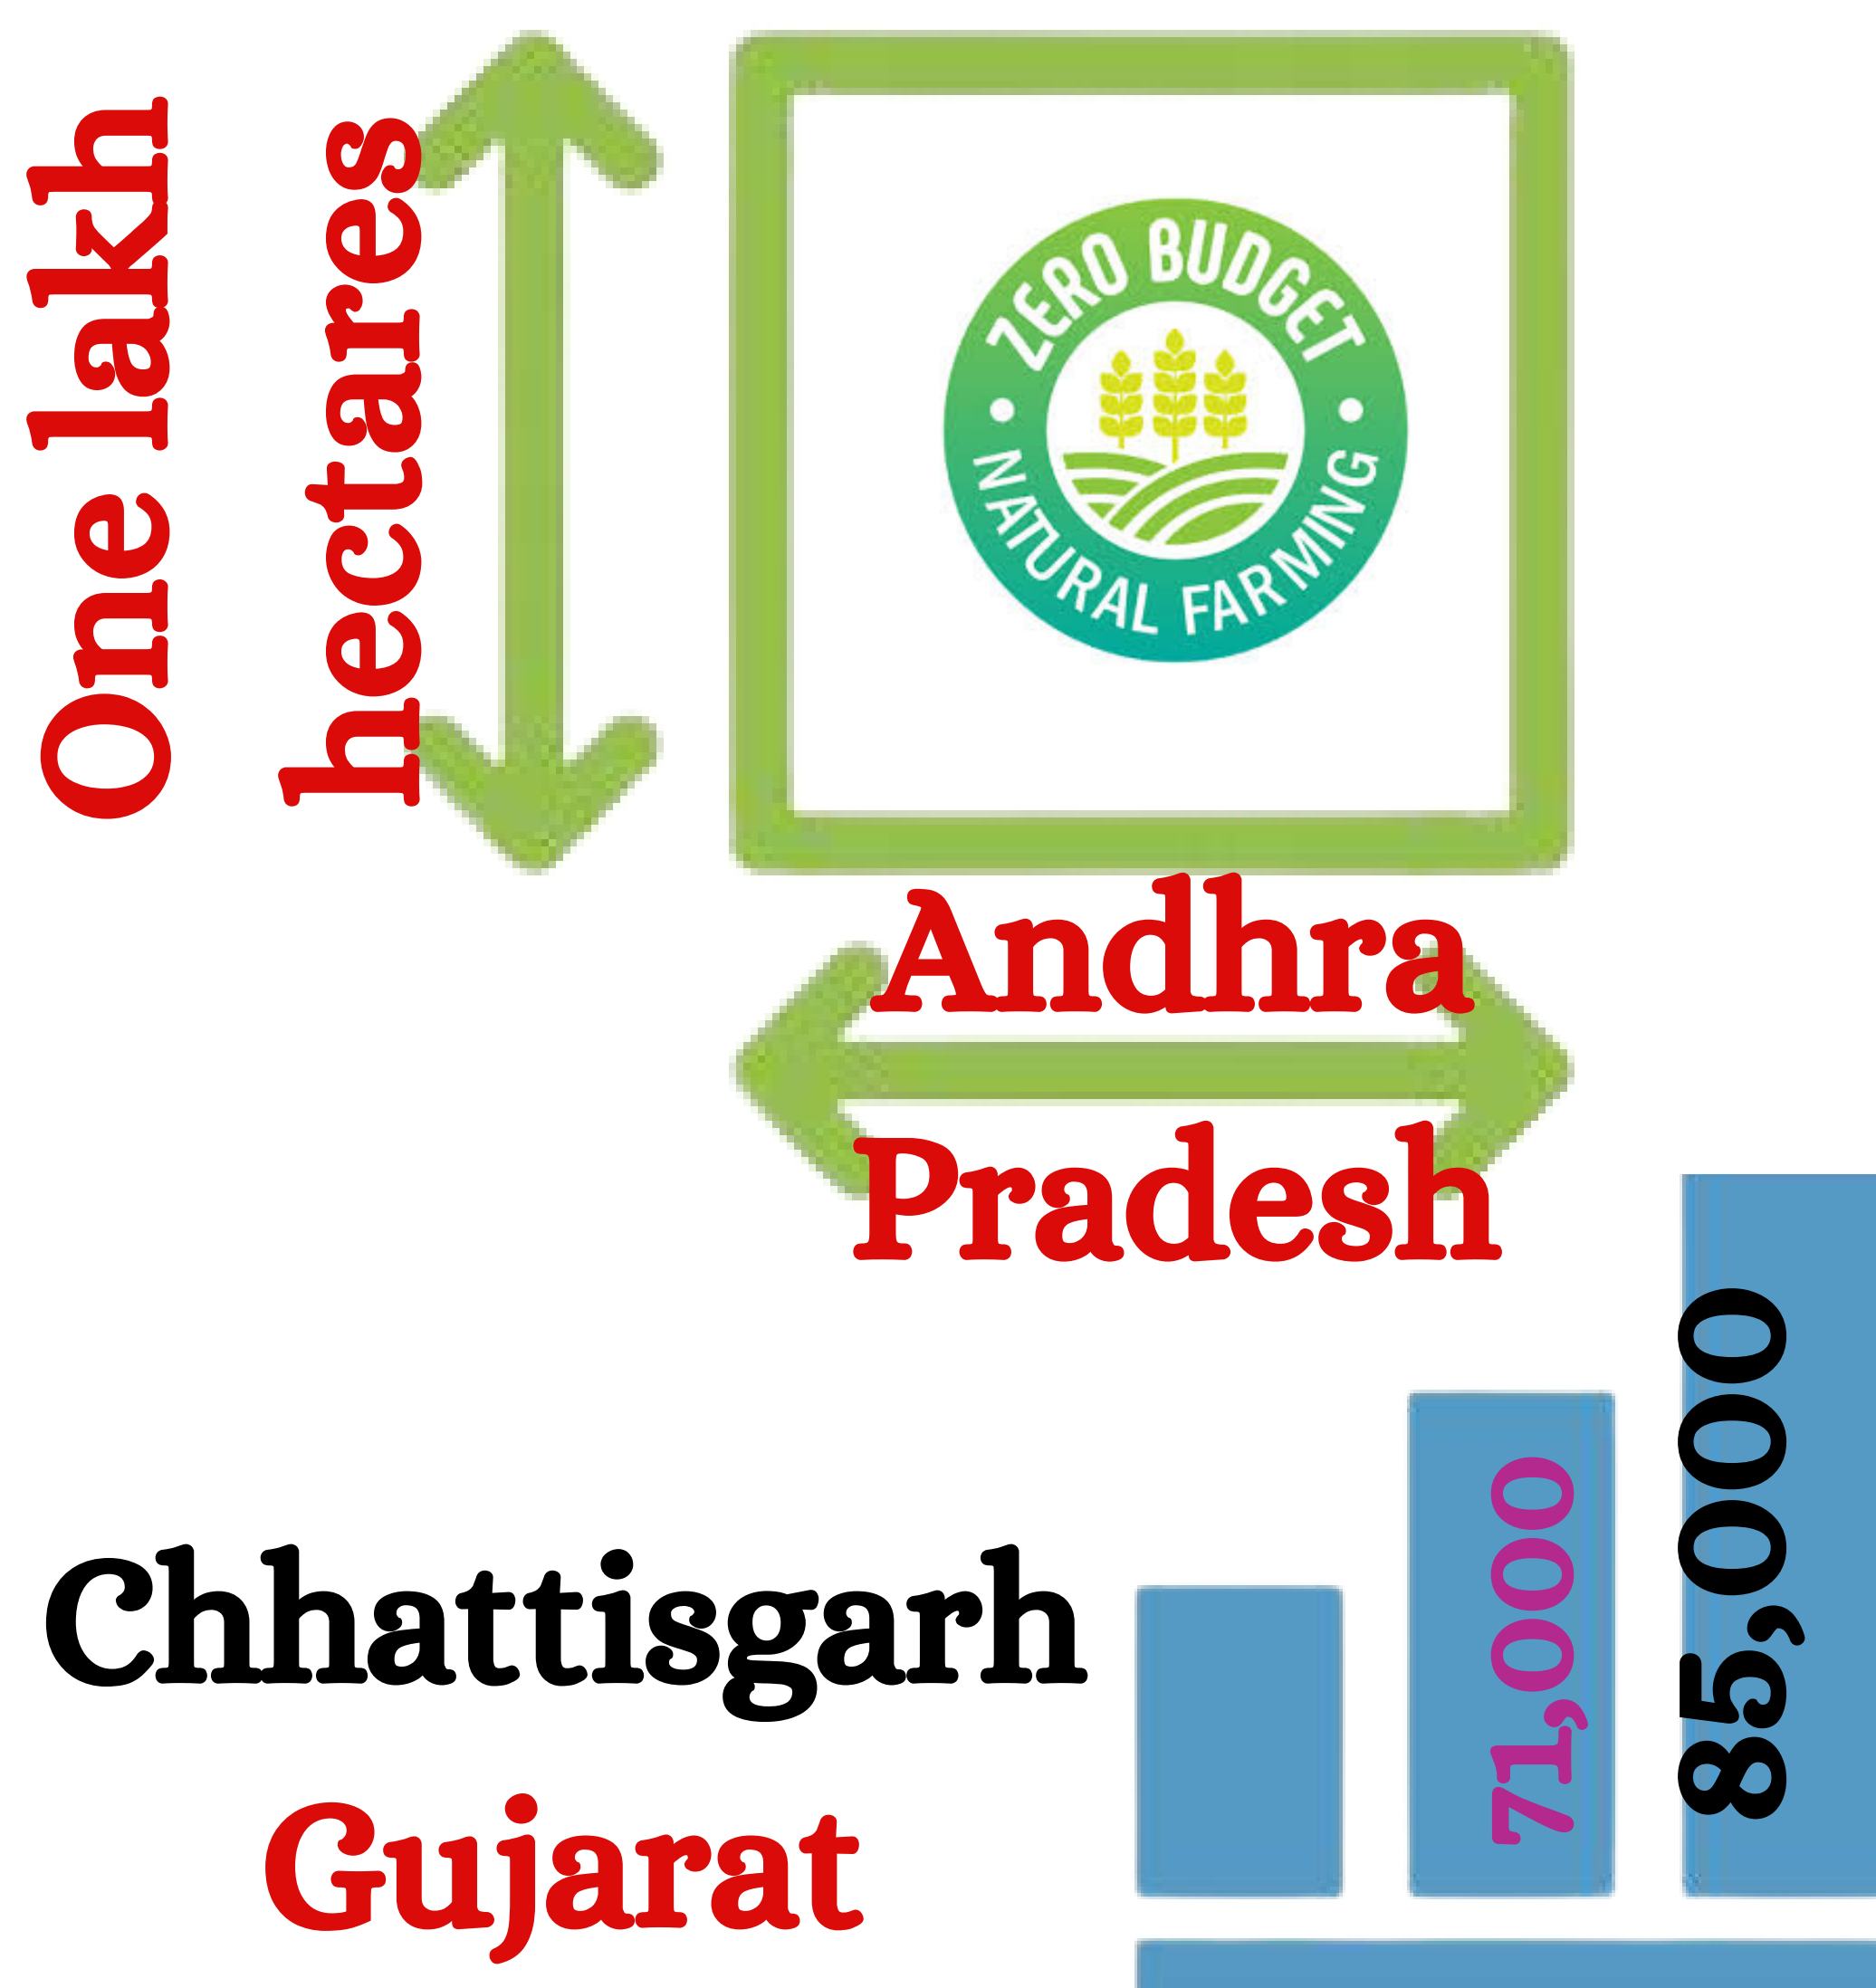 One lakh
hectares
ZERO BUDGET
NATURAL FARMING
Andhra
Pradesh
85,000
71,000
Chhattisgarh
Gujarat